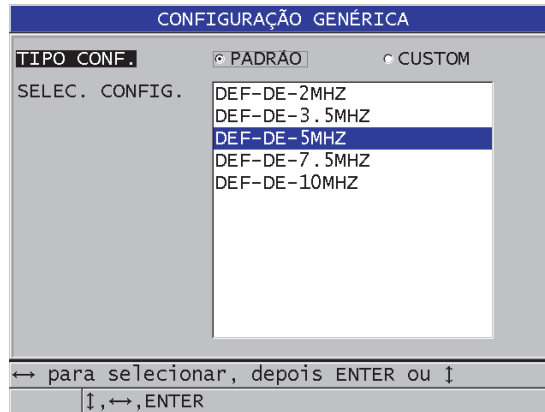 CONFIGURAÇÃO GENÉRICA
TIPO CONF. PADRÃO CUSTOM
SELEC. CONFIG.
DEF-DE-2MHZ
DEF-DE-3.5MHZ
DEF-DE-5MHZ
DEF-DE-7.5MHZ
DEF-DE-10MHZ
↔ para selecionar, depois ENTER ou ↕
↕,↔,ENTER